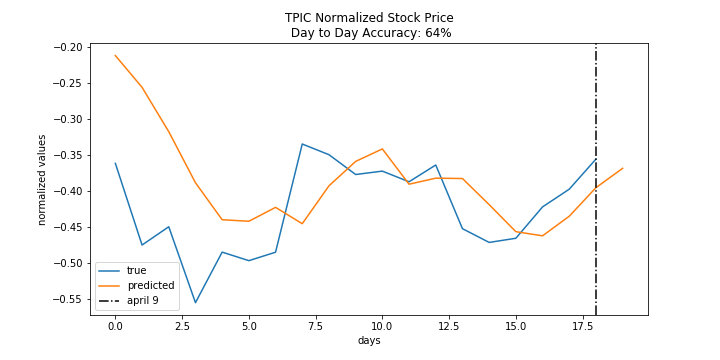 TPIC Normalized Stock Price
Day to Day Accuracy: 64%
−0.20
−0.25
−0.30
−0.35
−0.40
−0.45
−0.50
−0.55
normalized values
true
predicted
april 9
0.0 2.5 5.0 7.5 10.0 12.5 15.0 17.5
days